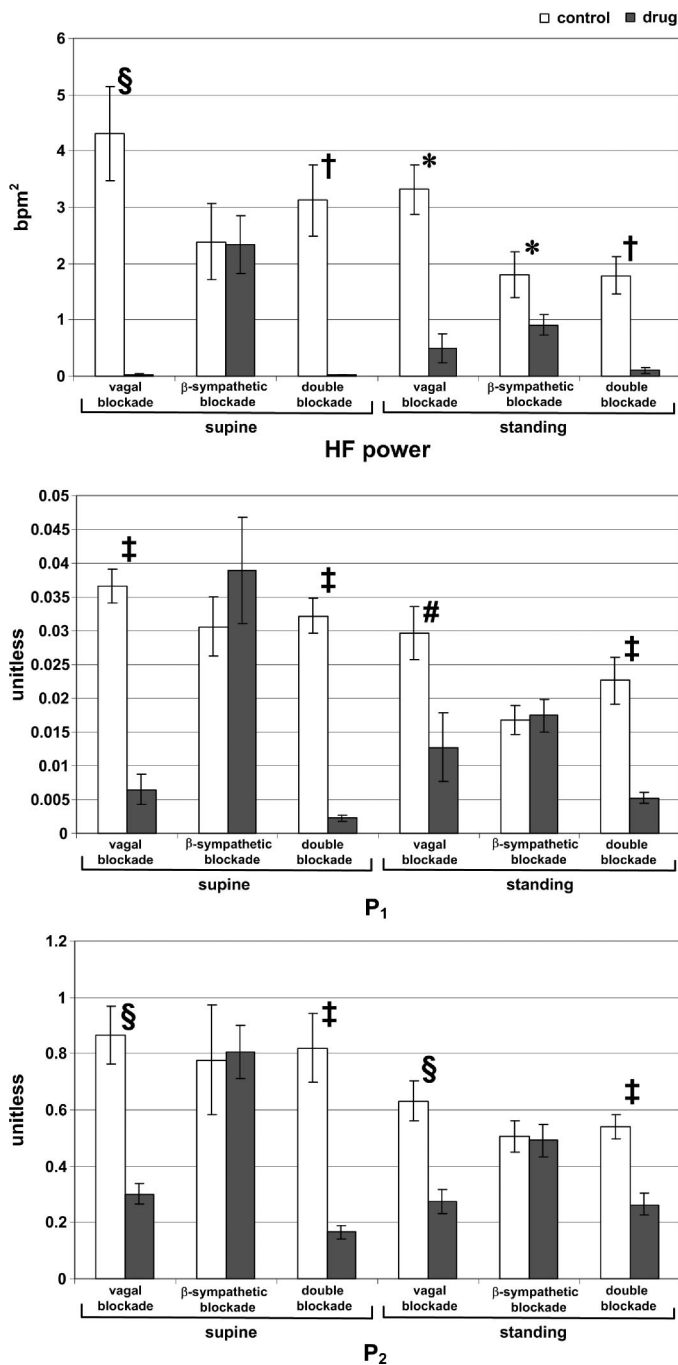 control drug
6
5
4
3
2
1
0
bpm²
§
†
*
*
†
vagal blockade
β-sympathetic blockade
double blockade
vagal blockade
β-sympathetic blockade
double blockade
supine standing
HF power
0.05
0.045
0.04
0.035
0.03
0.025
0.02
0.015
0.01
0.005
0
unitless
‡
‡
#
‡
vagal blockade
β-sympathetic blockade
double blockade
vagal blockade
β-sympathetic blockade
double blockade
supine standing
P₁
1.2
1
0.8
0.6
0.4
0.2
0
unitless
§
‡
§
‡
vagal blockade
β-sympathetic blockade
double blockade
vagal blockade
β-sympathetic blockade
double blockade
supine standing
P₂